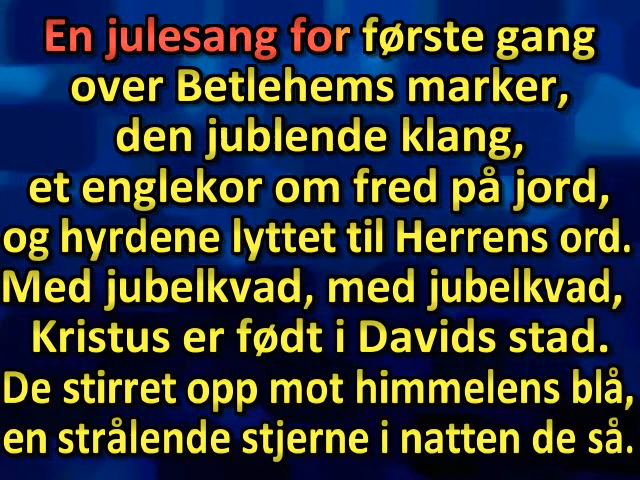 En julesang for første gang
over Betlehems marker,
den jublende klang,
et englekor om fred på jord,
og hyrdene lyttet til Herrens ord.
Med jubelkvad, med jubelkvad,
Kristus er født i Davids stad.
De stirret opp mot himmelens blå,
en strålende stjerne i natten de så.